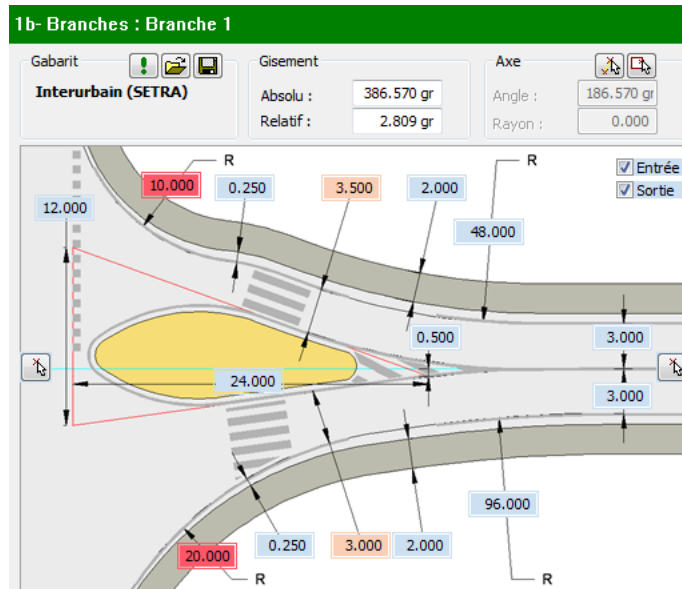 1b- Branches : Branche 1
Gabarit
Interurbain (SETRA)
Gisement
Absolu : 386.570 gr
Relatif : 2.809 gr
Axe
Angle : 186.570 gr
Rayon : 0.000
R
R
Entrée
Sortie
10.000
0.250
3.500
2.000
12.000
48.000
0.500
3.000
24.000
3.000
96.000
0.250
3.000
2.000
20.000
R
R